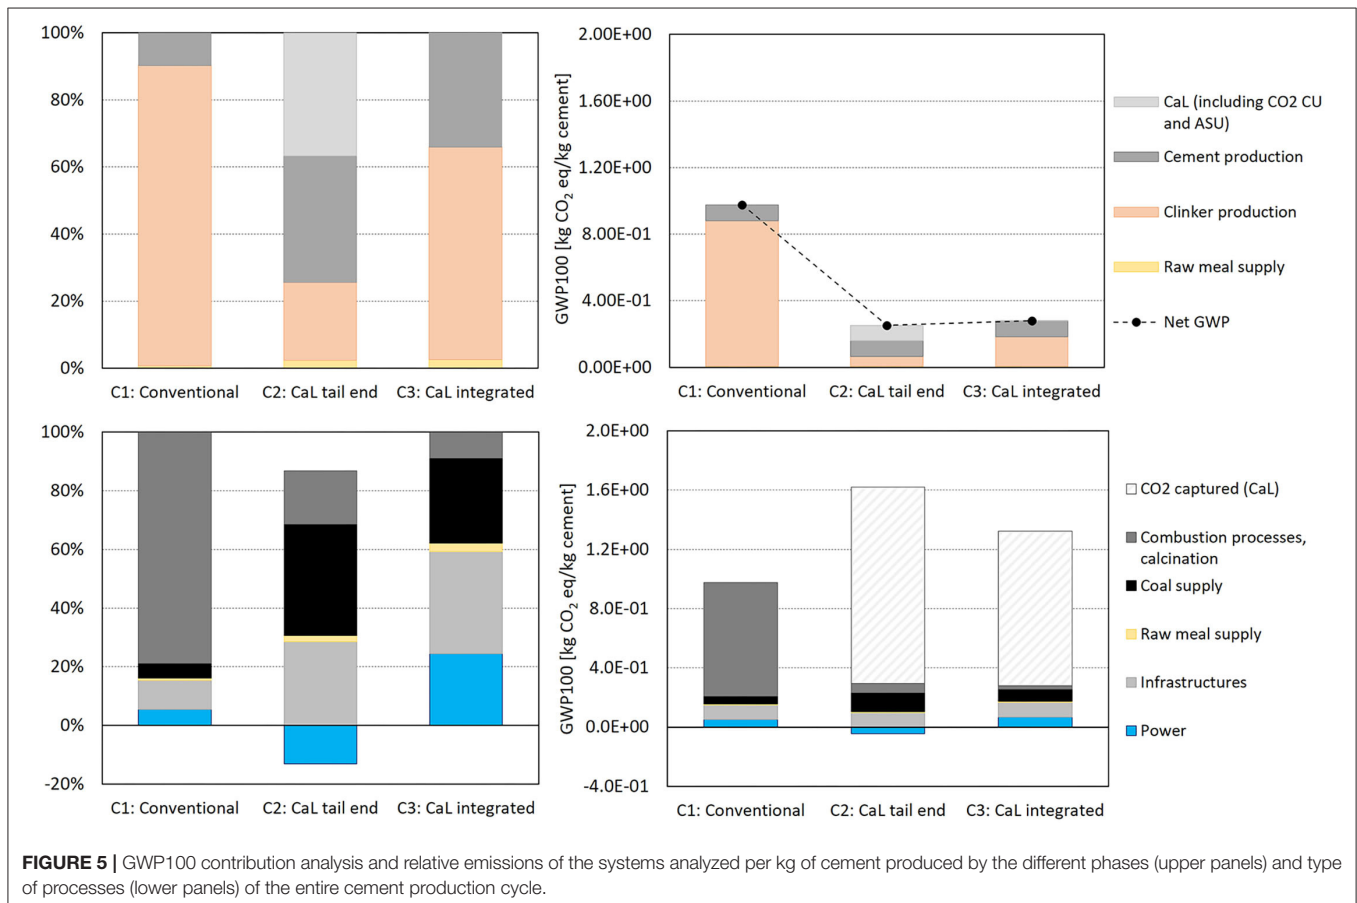 100%
80%
60%
40%
20%
0%
C1: Conventional
C2: CaL tail end
C3: CaL integrated
GWP100 [kg CO2 eq/kg cement]
2.00E+00
1.60E+00
1.20E+00
8.00E-01
4.00E-01
0.00E+00
C1: Conventional
C2: CaL tail end
C3: CaL integrated
CaL (including CO2 CU
and ASU)
Cement production
Clinker production
Raw meal supply
Net GWP
100%
80%
60%
40%
20%
0%
-20%
C1: Conventional
C2: CaL tail end
C3: CaL integrated
GWP100 [kg CO2 eq/kg cement]
2.0E+00
1.6E+00
1.2E+00
8.0E-01
4.0E-01
0.0E+00
-4.0E-01
C1: Conventional
C2: CaL tail end
C3: CaL integrated
CO2 captured (CaL)
Combustion processes,
calcination
Coal supply
Raw meal supply
Infrastructures
Power
FIGURE 5 | GWP100 contribution analysis and relative emissions of the systems analyzed per kg of cement produced by the different phases (upper panels) and type
of processes (lower panels) of the entire cement production cycle.